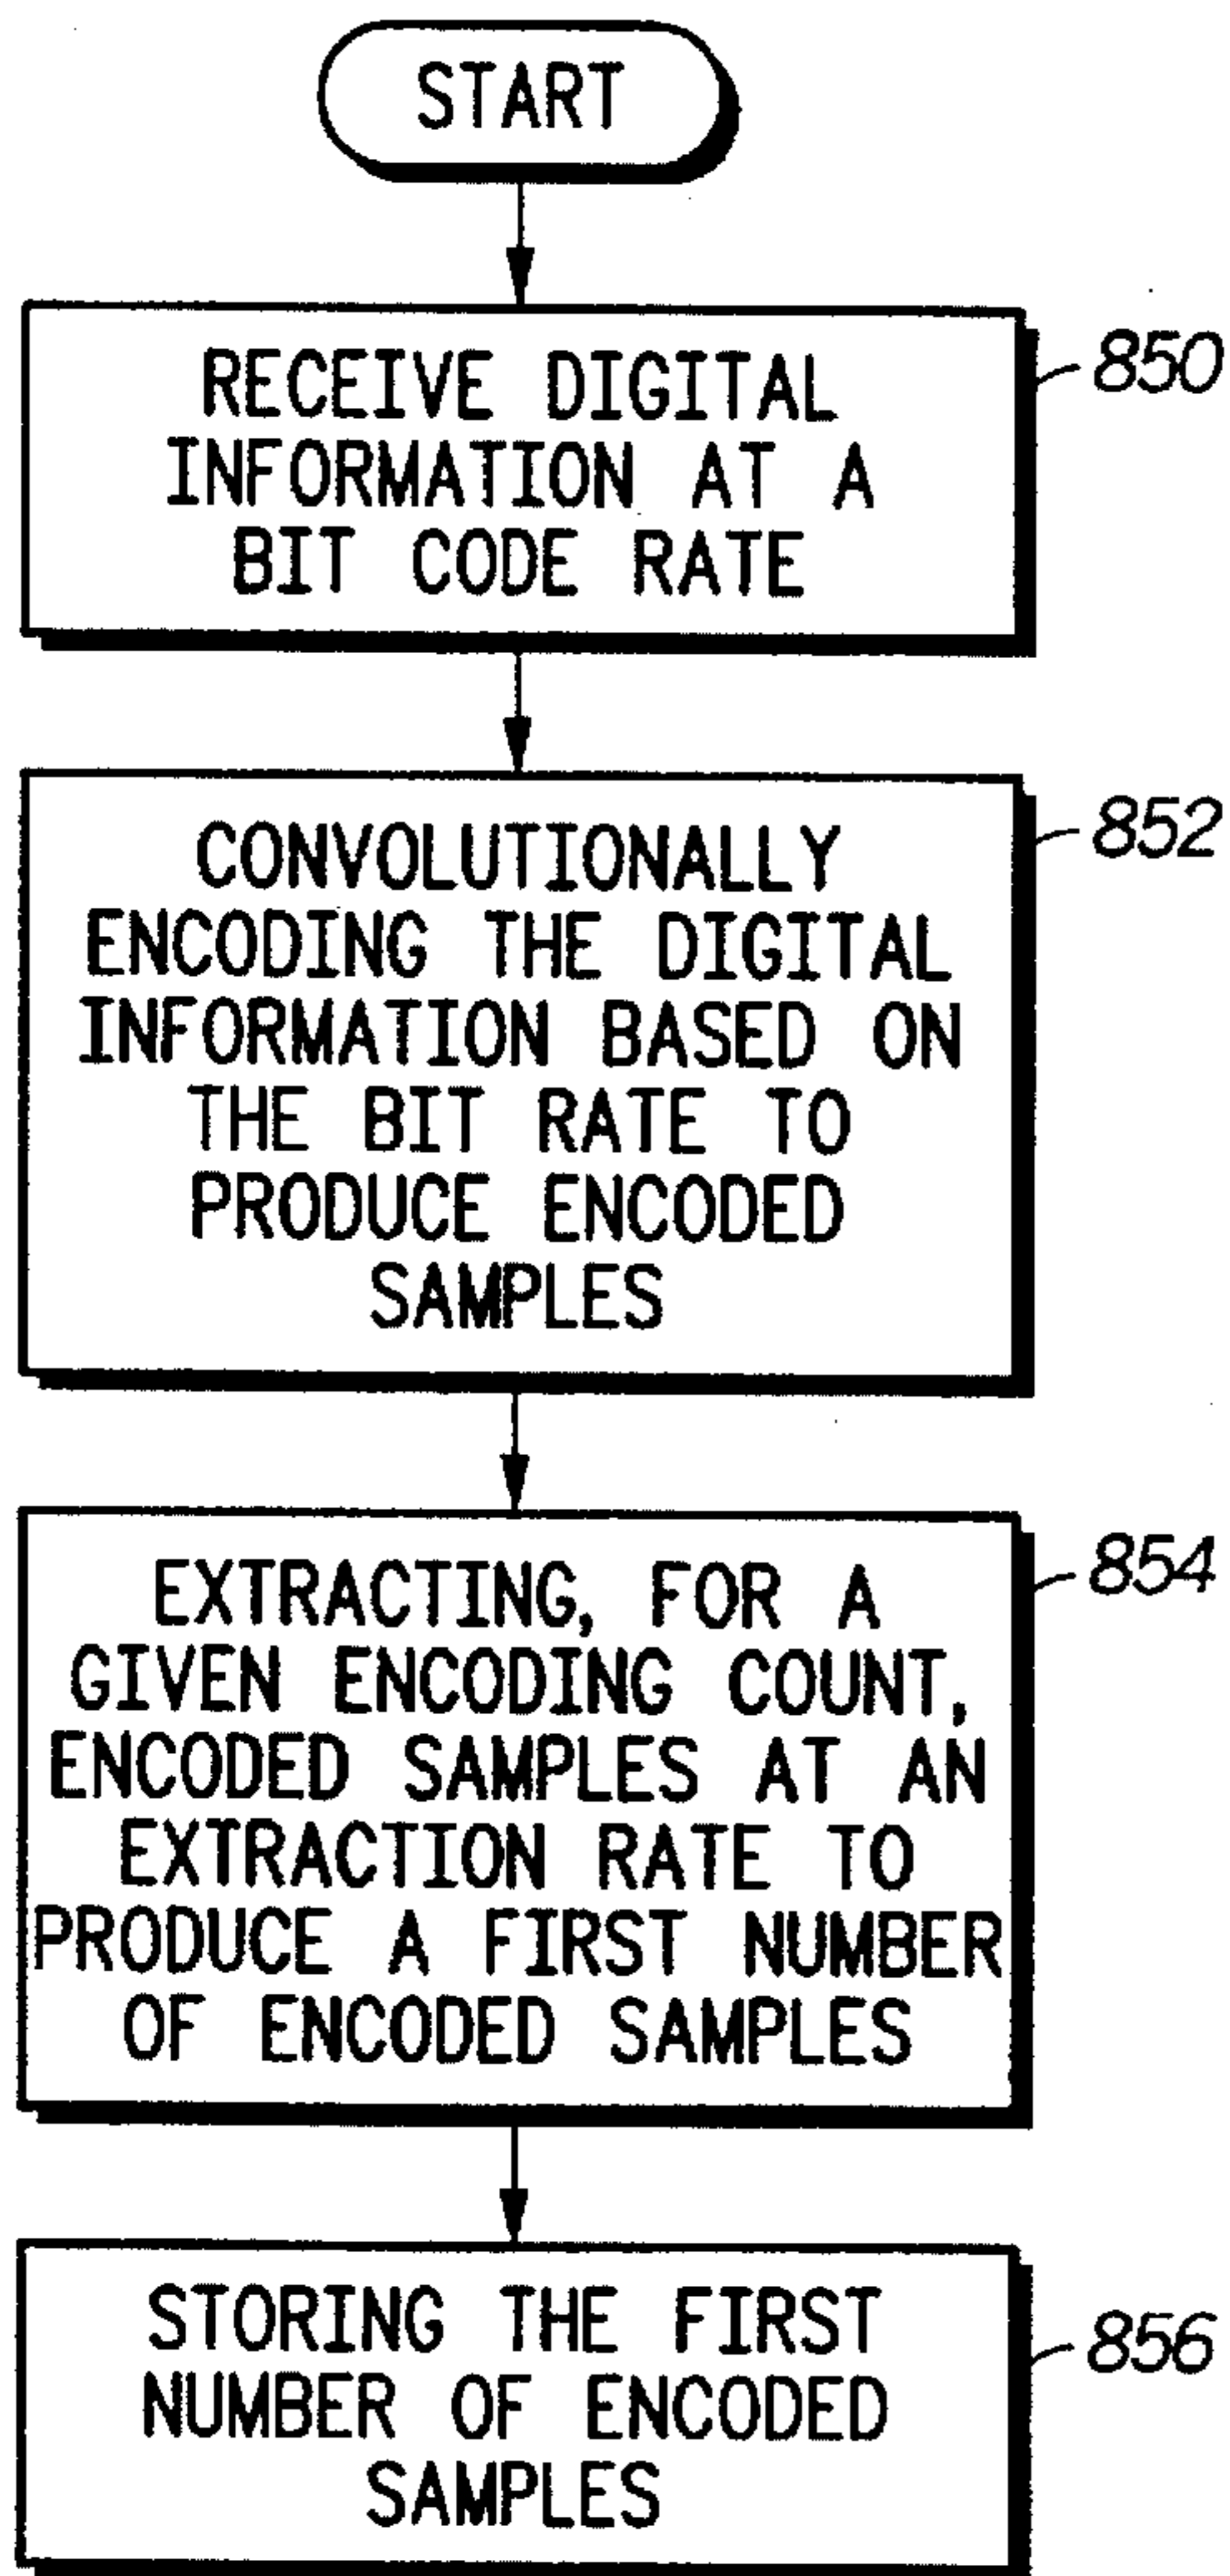 START
RECEIVE DIGITAL
INFORMATION AT A
BIT CODE RATE
850
CONVOLUTIONALLY
ENCODING THE DIGITAL
INFORMATION BASED ON
THE BIT RATE TO
PRODUCE ENCODED
SAMPLES
852
EXTRACTING, FOR A
GIVEN ENCODING COUNT,
ENCODED SAMPLES AT AN
EXTRACTION RATE TO
PRODUCE A FIRST NUMBER
OF ENCODED SAMPLES
854
STORING THE FIRST
NUMBER OF ENCODED
SAMPLES
856